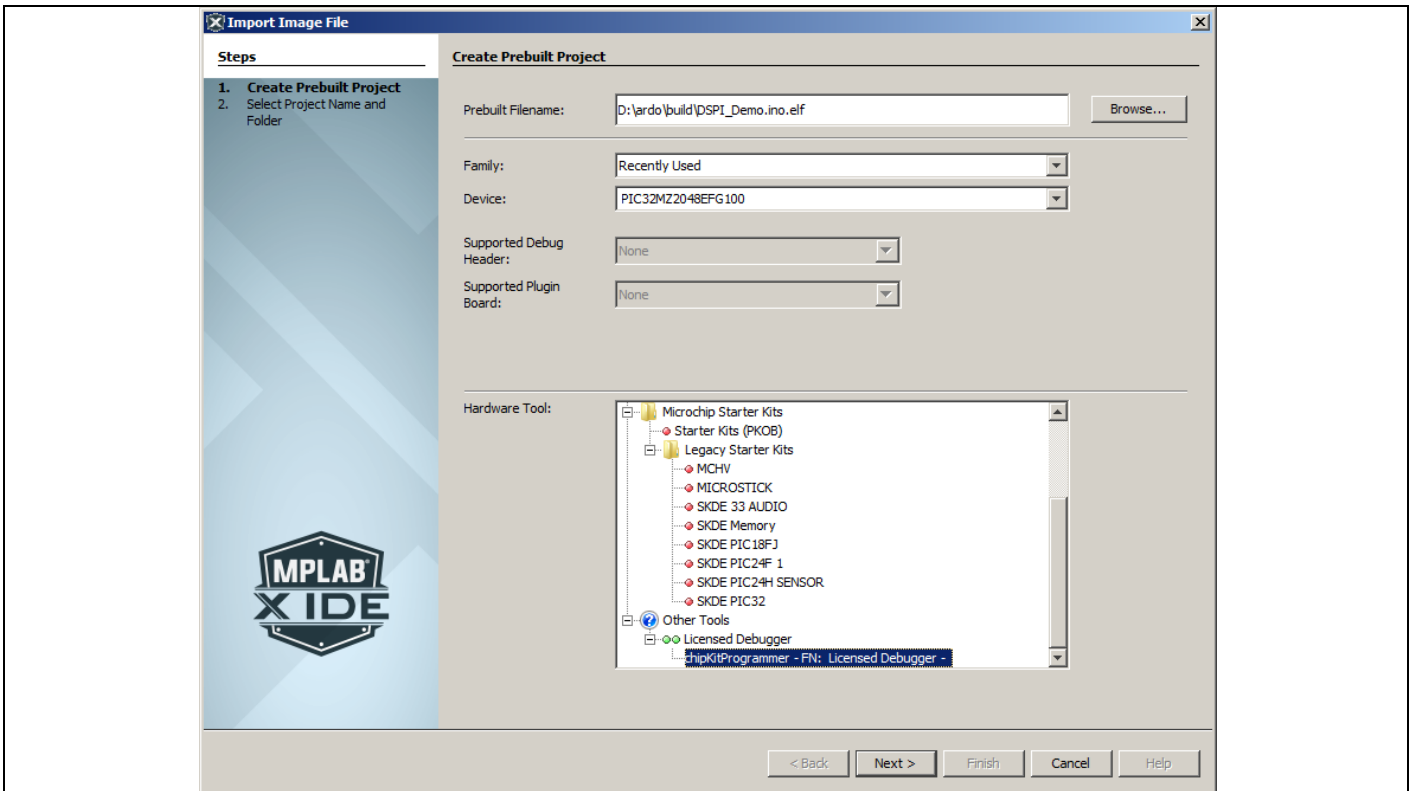 Import Image File
Steps
1. Create Prebuilt Project
2. Select Project Name and
Folder
MPLAB®
X IDE
Create Prebuilt Project
Prebuilt Filename:
D:\ardo\build\DSPI_Demo.ino.elf
Browse...
Family:
Recently Used
Device:
PIC32MZ2048EFG100
Supported Debug
Header:
None
Supported Plugin
Board:
None
Hardware Tool:
Microchip Starter Kits
Starter Kits (PKOB)
Legacy Starter Kits
MCHV
MICROSTICK
SKDE 33 AUDIO
SKDE Memory
SKDE PIC18FJ
SKDE PIC24F 1
SKDE PIC24H SENSOR
SKDE PIC32
Other Tools
Licensed Debugger
chipKitProgrammer - FN: Licensed Debugger -
< Back
Next >
Finish
Cancel
Help